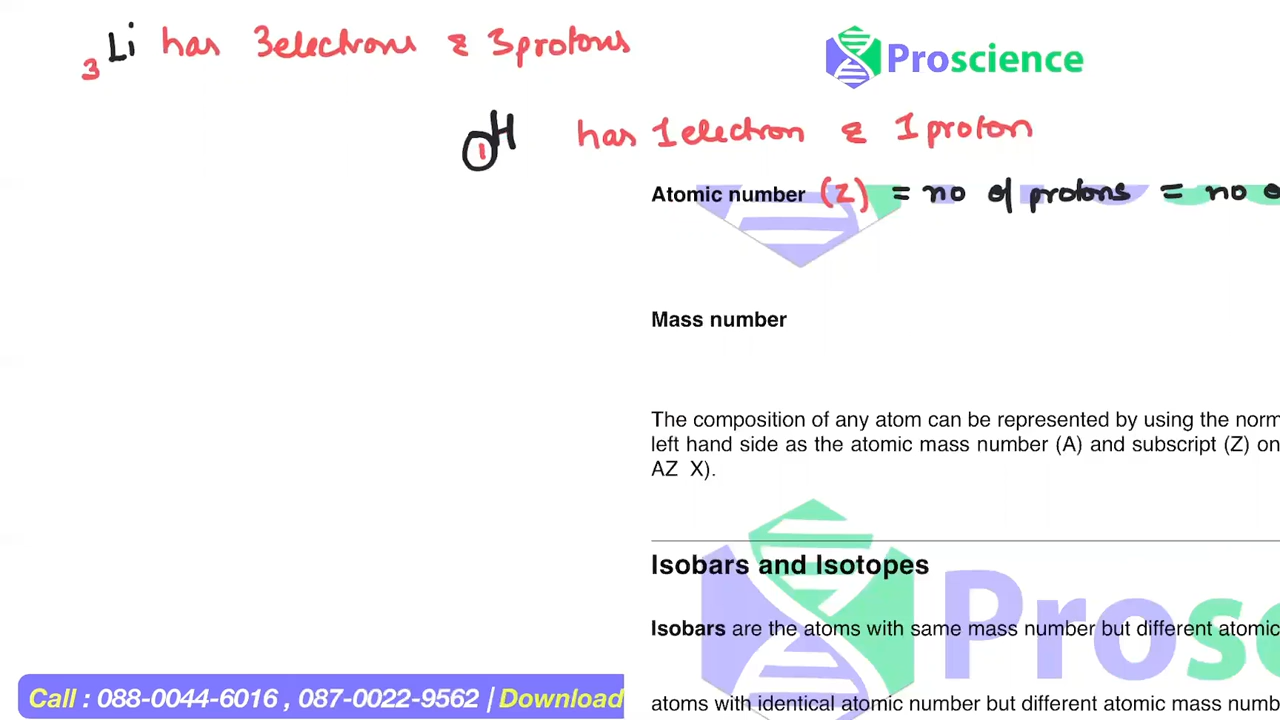 3Li has 3electrons & 3protons
Proscience
1H has 1electron & 1proton
Atomic number (Z) = no of protons = no o
Mass number
The composition of any atom can be represented by using the norm
left hand side as the atomic mass number (A) and subscript (Z) on
AZ X).
Isobars and Isotopes
Pros
Isobars are the atoms with same mass number but different atomic
Call : 088-0044-6016 , 087-0022-9562 | Download
atoms with identical atomic number but different atomic mass numb